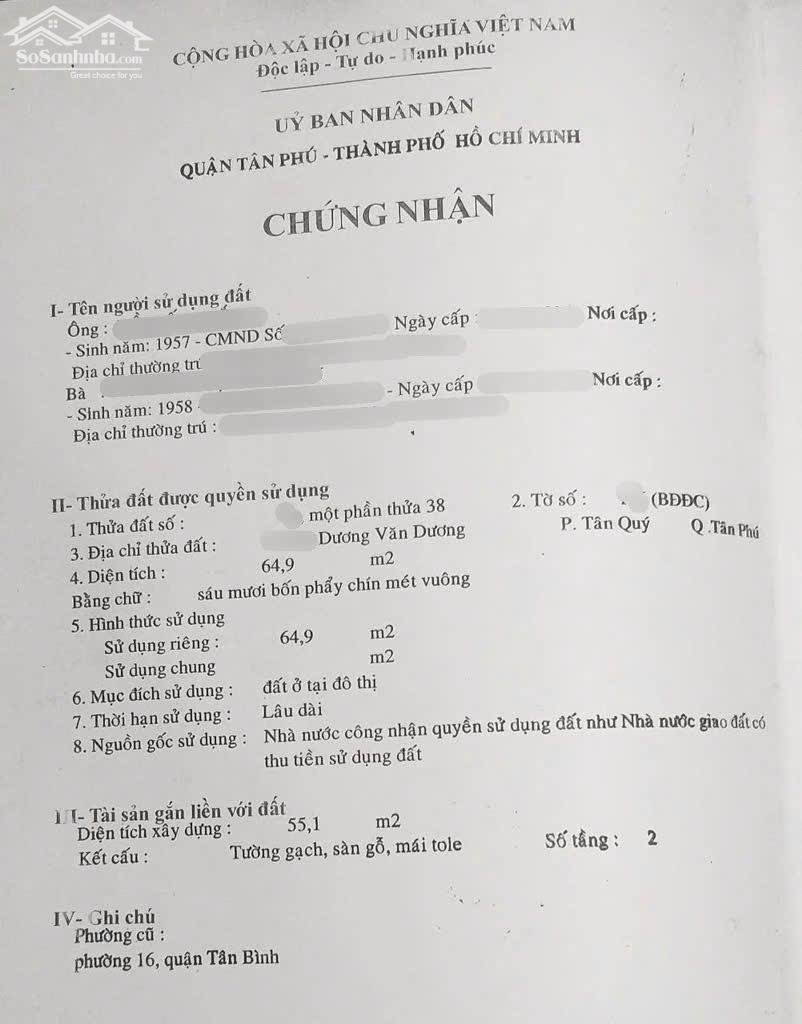 SoSanhnha.com
Great choice for you
CỘNG HÒA XÃ HỘI CHỦ NGHĨA VIỆT NAM
Độc lập - Tự do - Hạnh phúc
UỶ BAN NHÂN DÂN
QUẬN TÂN PHÚ - THÀNH PHỐ HỒ CHÍ MINH
CHỨNG NHẬN
I- Tên người sử dụng đất
Ông : 
- Sinh năm: 1957 - CMND Số Ngày cấp Nơi cấp :
Địa chỉ thường trú
Bà
- Sinh năm: 1958 - Ngày cấp Nơi cấp :
Địa chỉ thường trú :
II- Thửa đất được quyền sử dụng
1. Thửa đất số : một phần thửa 38 2. Tờ số : (BĐĐC)
3. Địa chỉ thửa đất : Dương Văn Dương P. Tân Quý Q .Tân Phú
4. Diện tích : 64,9 m2
Bằng chữ : sáu mươi bốn phẩy chín mét vuông
5. Hình thức sử dụng
Sử dụng riêng : 64,9 m2
Sử dụng chung m2
6. Mục đích sử dụng : đất ở tại đô thị
7. Thời hạn sử dụng : Lâu dài
8. Nguồn gốc sử dụng : Nhà nước công nhận quyền sử dụng đất như Nhà nước giao đất có
thu tiền sử dụng đất
III- Tài sản gắn liền với đất
Diện tích xây dựng : 55,1 m2
Kết cấu : Tường gạch, sàn gỗ, mái tole Số tầng : 2
IV- Ghi chú
Phường cũ :
phường 16, quận Tân Bình